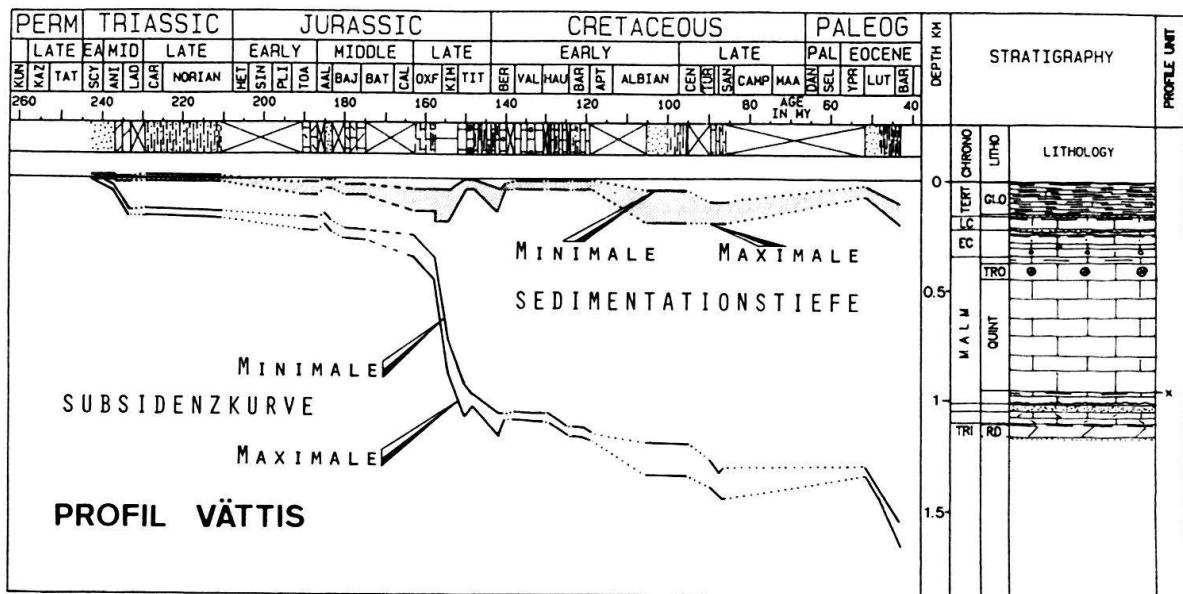 PERM TRIASSIC JURASSIC CRETACEOUS PALEOG
LATE EA MID LATE EARLY MIDDLE LATE EARLY LATE PAL EOCENE
KUN KAZ TAT SCY ANI LAD CAR NORIAN HET SIN PLI TOA AAL BAJ BAT CAL OXF KIM TIT BER VAL HAU BAR APT ALBIAN CEN TUR SAN CAMP MAA DAN SEL YPR LUT BAR
260 240 220 200 180 160 140 120 100 80 AGE IN MY 60 40
DEPTH KM
STRATIGRAPHY
PROFILE UNIT
CHRONO LITHO LITHOLOGY
0
0.5
1
1.5
TERT GLO
C
EC
TRO
MALM QUINT
x
TRI RD
MINIMALE MAXIMALE
SEDIMENTATIONSTIEFE
MINIMALE
SUBSIDENZKURVE
MAXIMALE
PROFIL VÄTTIS